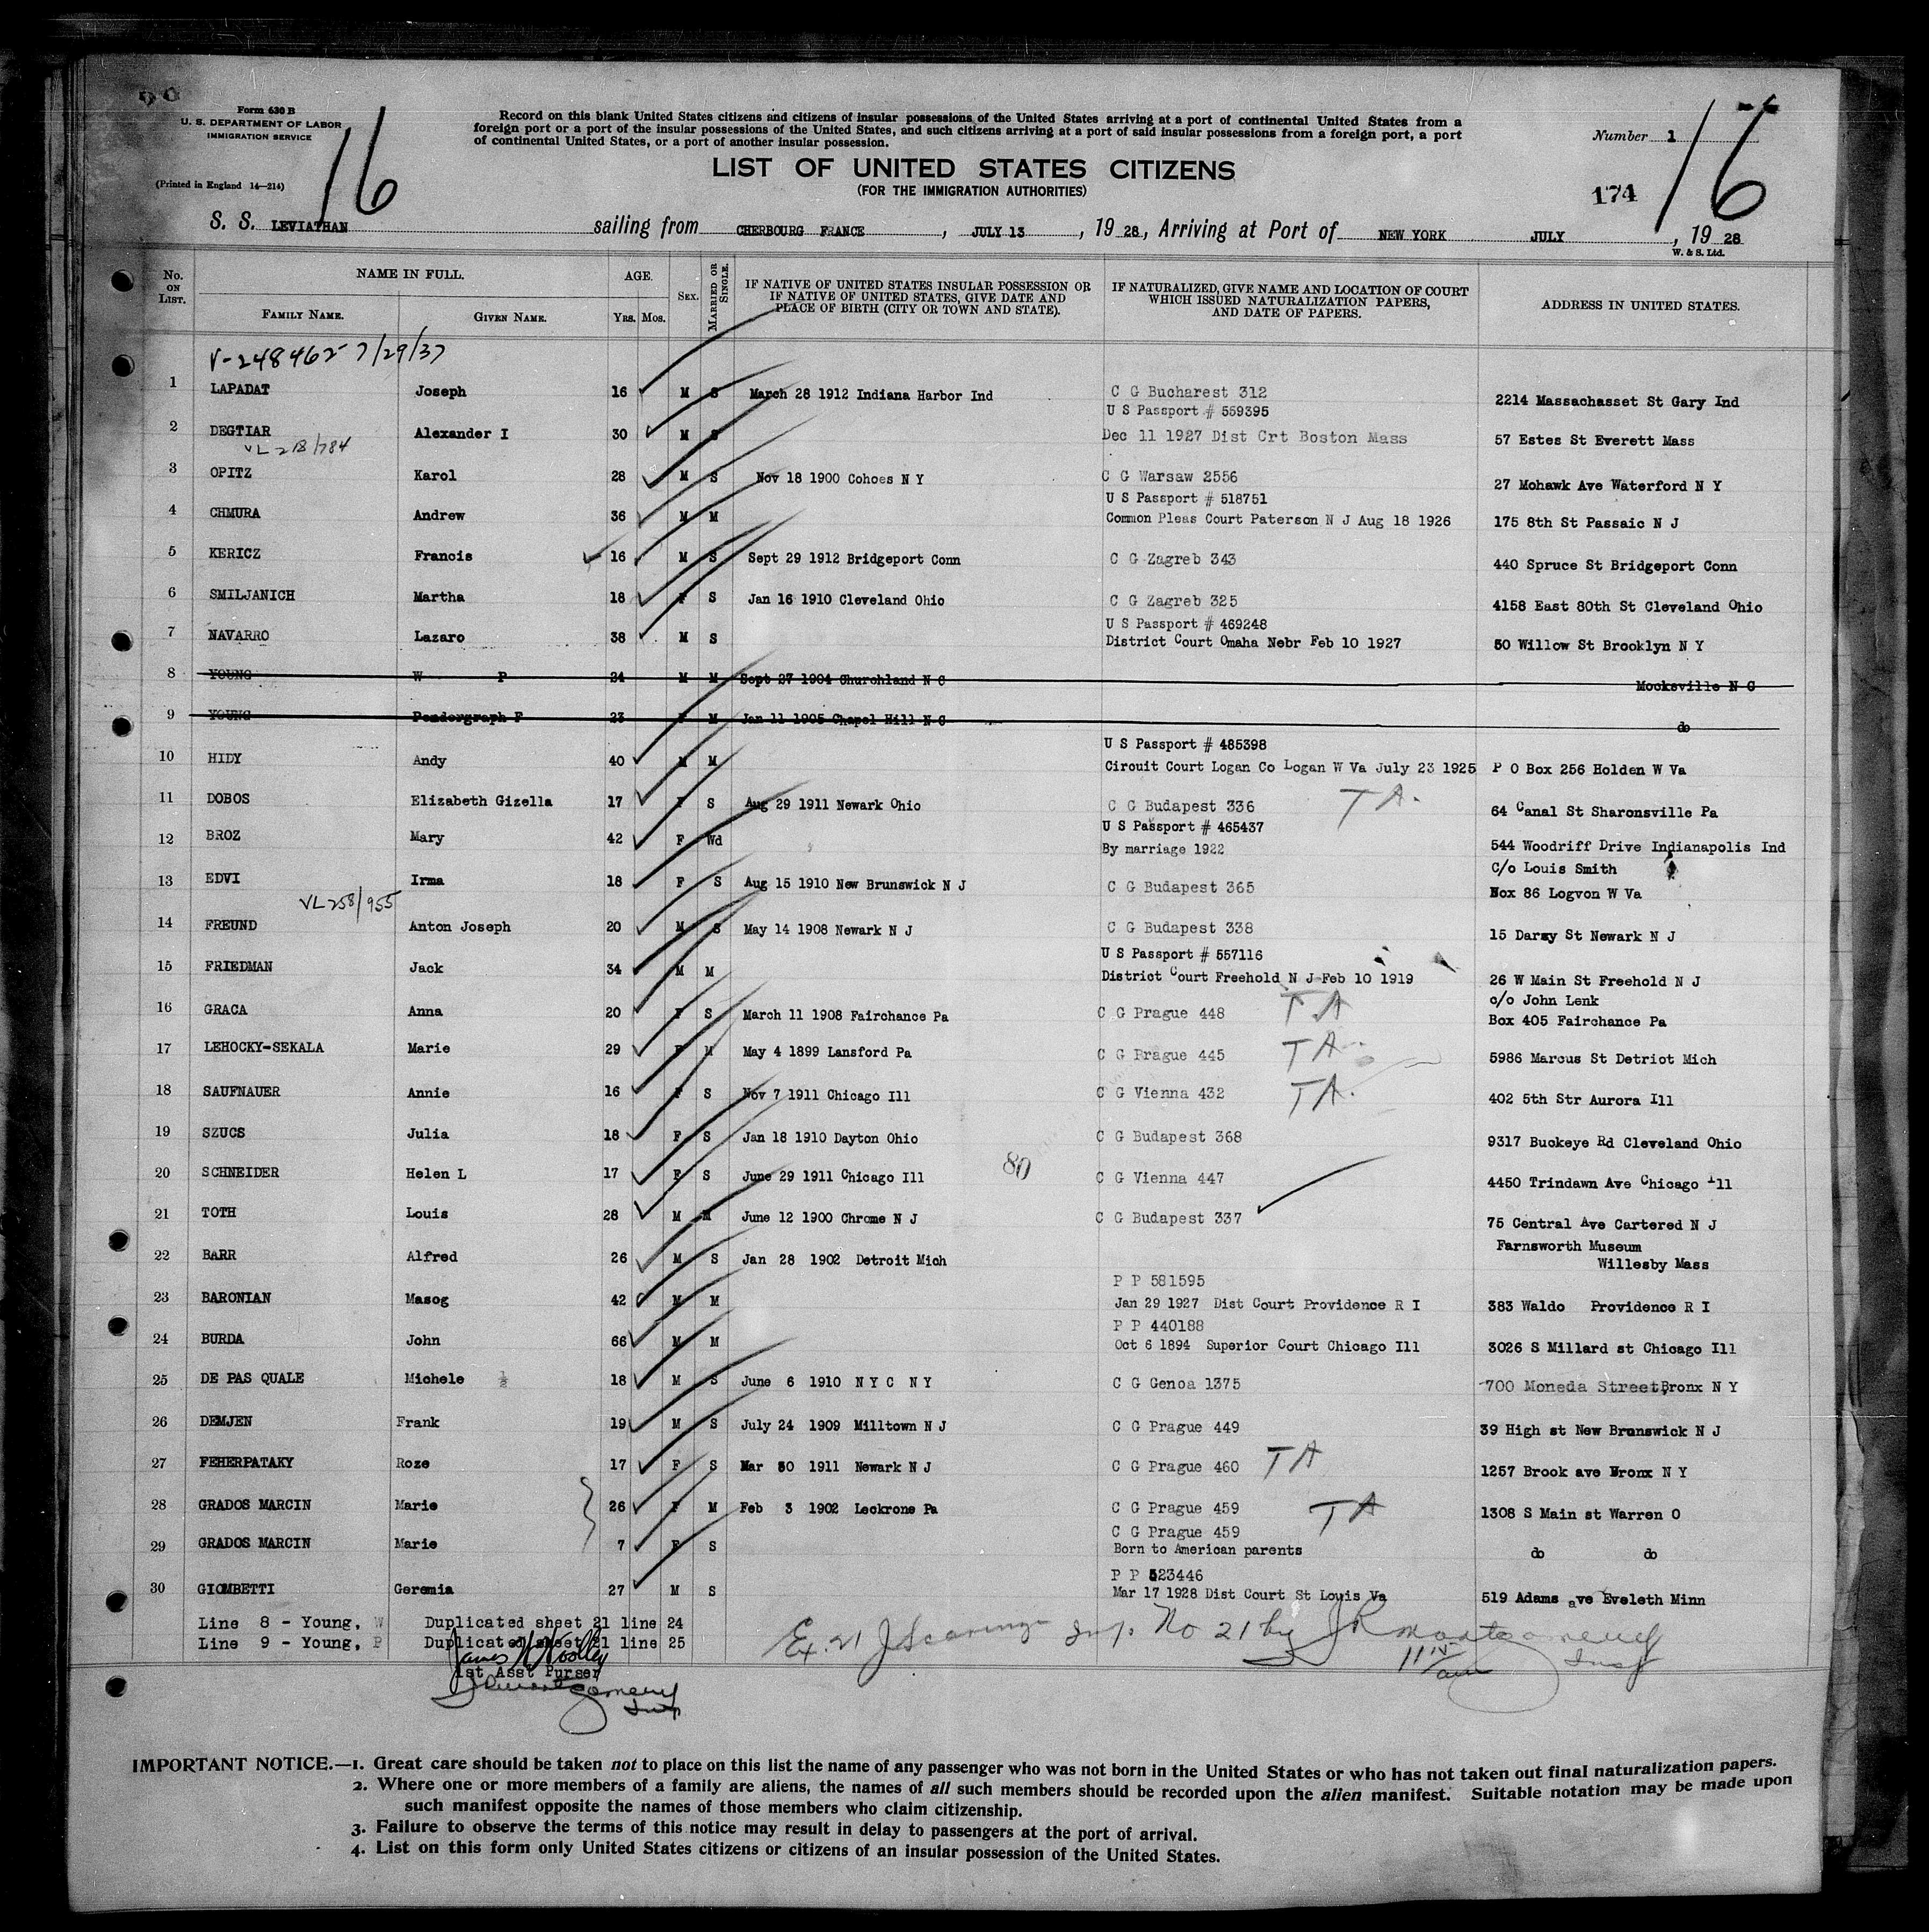 Form 630 B
U. S. DEPARTMENT OF LABOR
IMMIGRATION SERVICE
(Printed in England 14—214)
16
Record on this blank United States citizens and citizens of insular possessions of the United States arriving at a port of continental United States from a
foreign port or a port of the insular possessions of the United States, and such citizens arriving at a port of said insular possessions from a foreign port, a port
of continental United States, or a port of another insular possession.
Number 1
LIST OF UNITED STATES CITIZENS
(FOR THE IMMIGRATION AUTHORITIES)
174
16
S. S. LEVIATHAN sailing from CHERBOURG FRANCE, JULY 13, 1928, Arriving at Port of NEW YORK JULY, 1928
W. & S. Ltd.
No. ON LIST. NAME IN FULL. AGE. SEX. MARRIED OR SINGLE. IF NATIVE OF UNITED STATES INSULAR POSSESSION OR IF NATIVE OF UNITED STATES, GIVE DATE AND PLACE OF BIRTH (CITY OR TOWN AND STATE). IF NATURALIZED, GIVE NAME AND LOCATION OF COURT WHICH ISSUED NATURALIZATION PAPERS, AND DATE OF PAPERS. ADDRESS IN UNITED STATES.
FAMILY NAME. GIVEN NAME. YRS. MOS.
V-248462 7/29/37
1 LAPADAT Joseph 16 M S March 28 1912 Indiana Harbor Ind C G Bucharest 312 2214 Massachasset St Gary Ind
U S Passport # 559395
2 DEGTIAR Alexander I 30 M S Dec 11 1927 Dist Crt Boston Mass 57 Estes St Everett Mass
3 OPITZ Karol 28 M S Nov 18 1900 Cohoes N Y C G Warsaw 2556 27 Mohawk Ave Waterford N Y
U S Passport # 518751
4 CHMURA Andrew 36 M M Common Pleas Court Paterson N J Aug 18 1926 175 8th St Passaic N J
5 KERICZ Francis 16 M S Sept 29 1912 Bridgeport Conn C G Zagreb 343 440 Spruce St Bridgeport Conn
6 SMILJANICH Martha 18 F S Jan 16 1910 Cleveland Ohio C G Zagreb 325 4158 East 80th St Cleveland Ohio
U S Passport # 469248
7 NAVARRO Lazaro 38 M S District Court Omaha Nebr Feb 10 1927 50 Willow St Brooklyn N Y
8 YOUNG W P 24 M M Sept 27 1904 Churchland N C Mocksville N C
9 YOUNG Pendergraph F 23 F M Jan 11 1905 Chapel Hill N C do
U S Passport # 485398
10 HIDY Andy 40 M M Circuit Court Logan Co Logan W Va July 23 1925 P O Box 256 Holden W Va
11 DOBOS Elizabeth Gizella 17 F S Aug 29 1911 Newark Ohio C G Budapest 336 T A. 64 Canal St Sharonsville Pa
U S Passport # 465437
12 BROZ Mary 42 F Wd By marriage 1922 544 Woodriff Drive Indianapolis Ind
c/o Louis Smith
13 EDVI Irma 18 F S Aug 15 1910 New Brunswick N J C G Budapest 365 Box 86 Logvon W Va
VL 258/955
14 FREUND Anton Joseph 20 M S May 14 1908 Newark N J C G Budapest 338 15 Darsy St Newark N J
U S Passport # 557116
15 FRIEDMAN Jack 34 M M District Court Freehold N J Feb 10 1919 26 W Main St Freehold N J
c/o John Lenk
16 GRACA Anna 20 F S March 11 1908 Fairchance Pa C G Prague 448 T A Box 405 Fairchance Pa
17 LEHOCKY-SEKALA Marie 29 F M May 4 1899 Lansford Pa C G Prague 445 T A 5986 Marcus St Detriot Mich
18 SAUFNAUER Annie 16 F S Nov 7 1911 Chicago Ill C G Vienna 432 T A. 402 5th Str Aurora Ill
19 SZUCS Julia 18 F S Jan 18 1910 Dayton Ohio C G Budapest 368 9317 Buckeye Rd Cleveland Ohio
20 SCHNEIDER Helen L 17 F S June 29 1911 Chicago Ill 80 C G Vienna 447 4450 Trindawn Ave Chicago Ill
21 TOTH Louis 28 M M June 12 1900 Chrome N J C G Budapest 337 75 Central Ave Cartered N J
Farnsworth Museum
22 BARR Alfred 26 M S Jan 28 1902 Detroit Mich Willesby Mass
P P 581595
23 BARONIAN Masog 42 M M Jan 29 1927 Dist Court Providence R I 383 Waldo Providence R I
P P 440188
24 BURDA John 66 M M Oct 6 1894 Superior Court Chicago Ill 3026 S Millard st Chicago Ill
25 DE PAS QUALE Michele ½ 18 M S June 6 1910 N Y C N Y C G Genoa 1375 700 Moneda Street Bronx N Y
26 DEMJEN Frank 19 M S July 24 1909 Milltown N J C G Prague 449 39 High st New Brunswick N J
27 FEHERPATAKY Roze 17 F S Mar 30 1911 Newark N J C G Prague 460 T A 1257 Brook ave Bronx N Y
28 GRADOS MARCIN Marie 26 F M Feb 3 1902 Leckrone Pa C G Prague 459 T A 1308 S Main st Warren O
C G Prague 459
29 GRADOS MARCIN Marie 7 F S Born to American parents do do
P P 523446
30 GIOMBETTI Geremia 27 M S Mar 17 1928 Dist Court St Louis Va 519 Adams ave Eveleth Minn
Line 8 - Young, W Duplicated sheet 21 line 24
Line 9 - Young, P Duplicated sheet 21 line 25
Ex. 21 J Insp. No 21 by J R Montgomery Insp
James W Woolley
1st Asst Purser
Montgomery
Insp
IMPORTANT NOTICE.—1. Great care should be taken not to place on this list the name of any passenger who was not born in the United States or who has not taken out final naturalization papers.
2. Where one or more members of a family are aliens, the names of all such members should be recorded upon the alien manifest. Suitable notation may be made upon
such manifest opposite the names of those members who claim citizenship.
3. Failure to observe the terms of this notice may result in delay to passengers at the port of arrival.
4. List on this form only United States citizens or citizens of an insular possession of the United States.